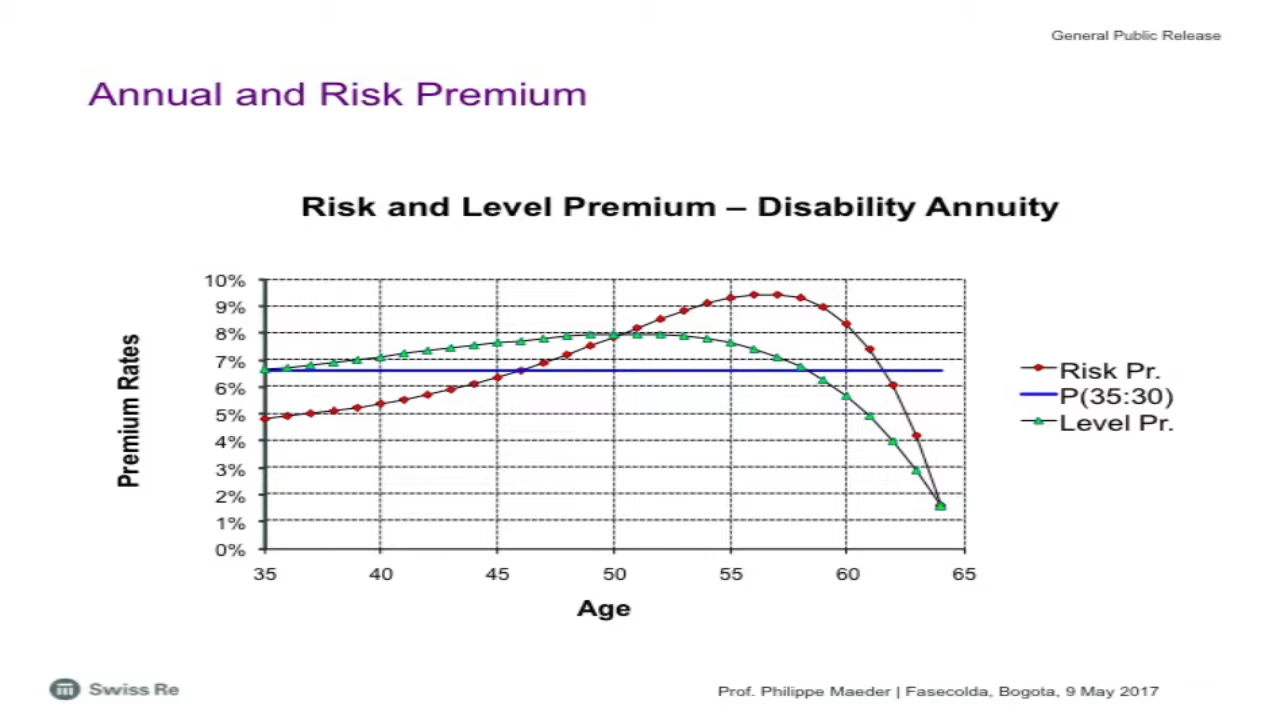 General Public Release
Annual and Risk Premium
Risk and Level Premium – Disability Annuity
10%
9%
8%
7%
6%
5%
4%
3%
2%
1%
0%
Premium Rates
35 40 45 50 55 60 65
Age
Risk Pr.
P(35:30)
Level Pr.
Swiss Re
Prof. Philippe Maeder | Fasecolda, Bogota, 9 May 2017